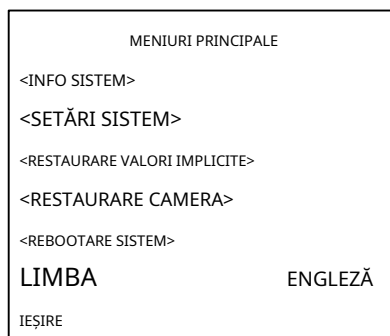 MENIURI PRINCIPALE
<INFO SISTEM>
<SETĂRI SISTEM>
<RESTAURARE VALORI IMPLICITE>
<RESTAURARE CAMERA>
<REBOOTARE SISTEM>
LIMBA ENGLEZĂ
IEȘIRE